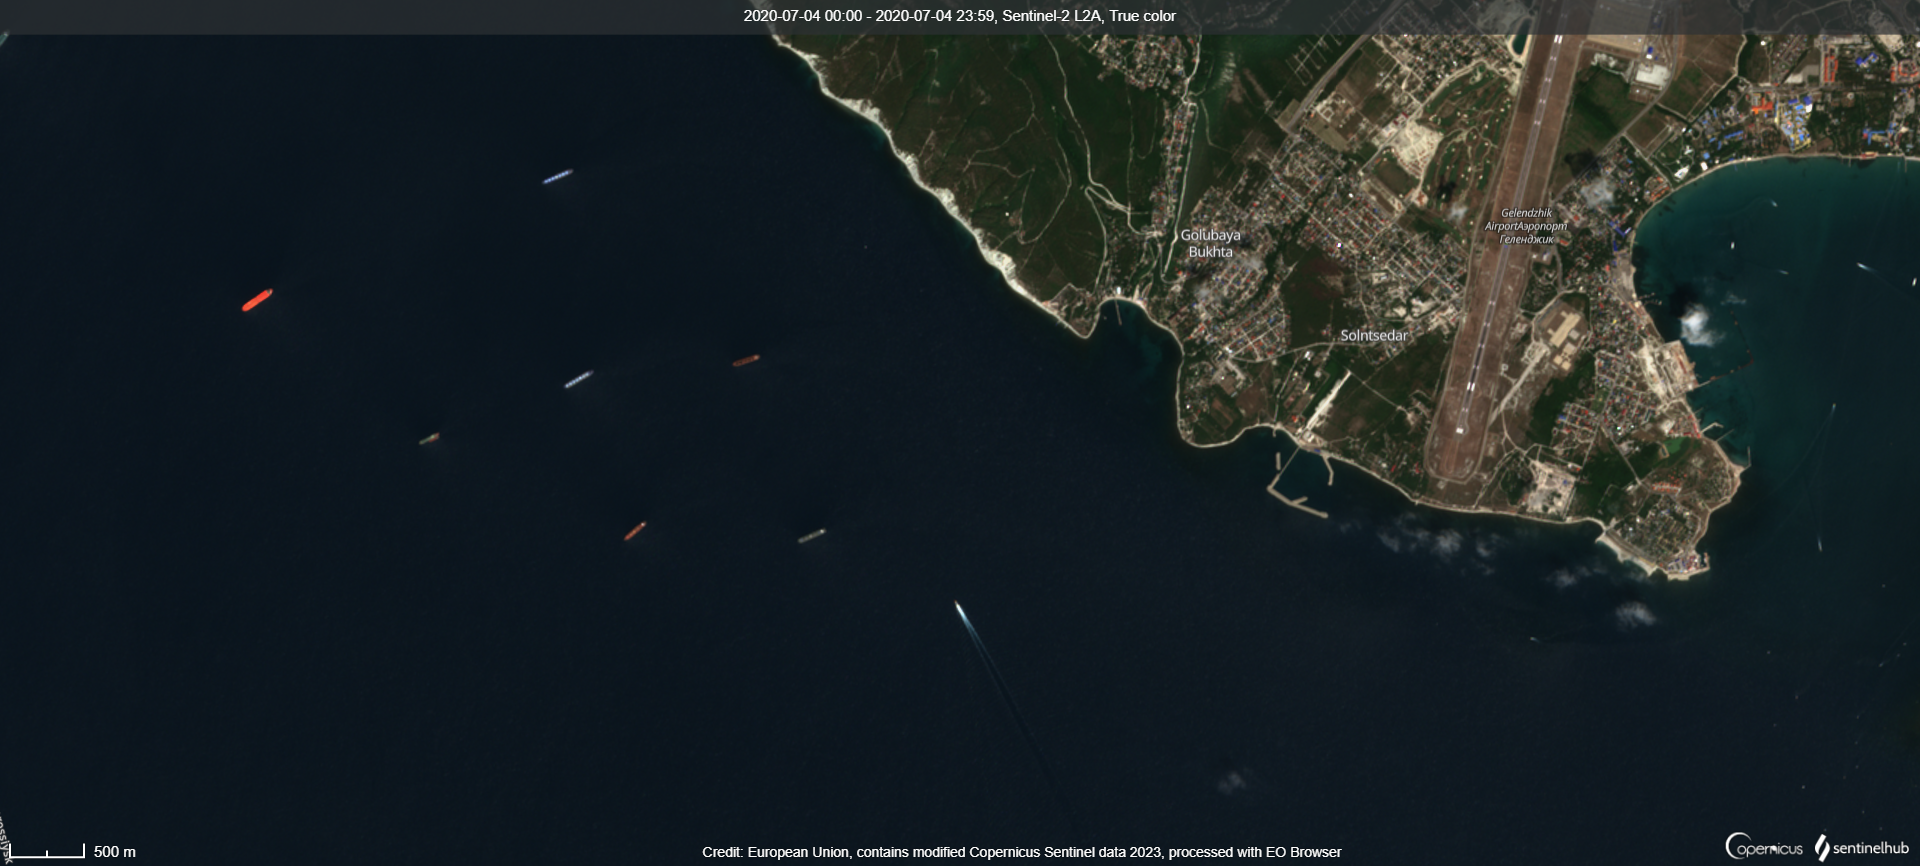 2020-07-04 00:00 - 2020-07-04 23:59, Sentinel-2 L2A, True color
Gelendzhik
AirportАэропорт
Геленджик
Golubaya
Bukhta
Solntsedar
500 m
Credit: European Union, contains modified Copernicus Sentinel data 2023, processed with EO Browser
Copernicus
sentinelhub